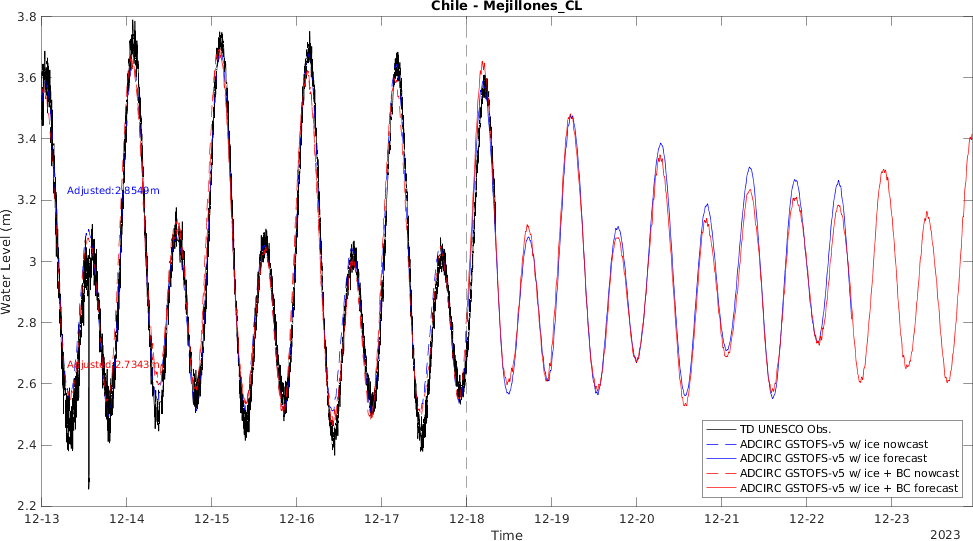 Chile - Mejillones_CL
3.8
3.6
3.4
3.2
3
2.8
2.6
2.4
2.2
Water Level (m)
Adjusted:2.8549m
Adjusted:2.7343m
TD UNESCO Obs.
ADCIRC GSTOFS-v5 w/ ice nowcast
ADCIRC GSTOFS-v5 w/ ice forecast
ADCIRC GSTOFS-v5 w/ ice + BC nowcast
ADCIRC GSTOFS-v5 w/ ice + BC forecast
12-13 12-14 12-15 12-16 12-17 12-18 12-19 12-20 12-21 12-22 12-23
Time
2023